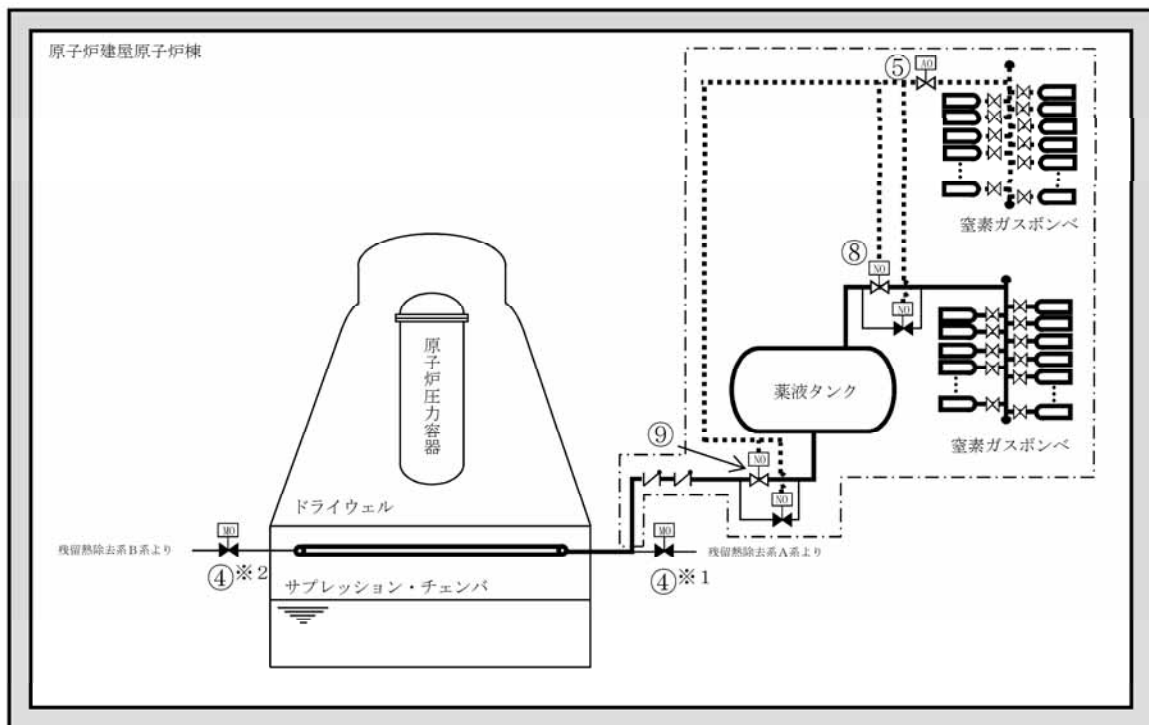 原子炉建屋原子炉棟
⑤
AO
窒素ガスボンベ
⑧
NO
NO
原子炉圧力容器
薬液タンク
窒素ガスボンベ
⑨
NO
NO
ドライウェル
MO
残留熱除去系B系より
④※2
サプレッション・チェンバ
MO
残留熱除去系A系より
④※1